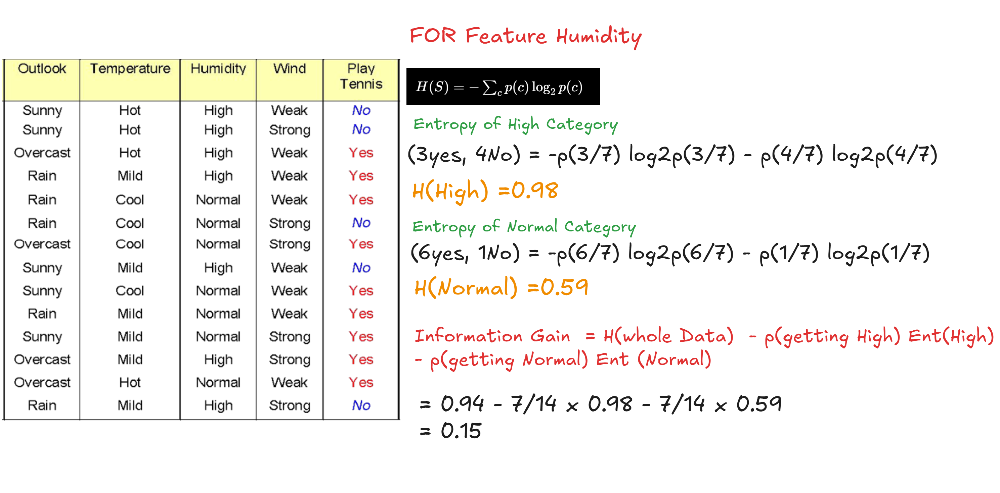 FOR Feature Humidity
Outlook Temperature Humidity Wind Play
Tennis
Sunny Hot High Weak No
Sunny Hot High Strong No
Overcast Hot High Weak Yes
Rain Mild High Weak Yes
Rain Cool Normal Weak Yes
Rain Cool Normal Strong No
Overcast Cool Normal Strong Yes
Sunny Mild High Weak No
Sunny Cool Normal Weak Yes
Rain Mild Normal Weak Yes
Sunny Mild Normal Strong Yes
Overcast Mild High Strong Yes
Overcast Hot Normal Weak Yes
Rain Mild High Strong No
H(S) = − ∑c p(c) log₂ p(c)
Entropy of High Category
(3yes, 4No) = -p(3/7) log2p(3/7) - p(4/7) log2p(4/7)
H(High) =0.98
Entropy of Normal Category
(6yes, 1No) = -p(6/7) log2p(6/7) - p(1/7) log2p(1/7)
H(Normal) =0.59
Information Gain = H(whole Data) - p(getting High) Ent(High)
- p(getting Normal) Ent (Normal)
= 0.94 - 7/14 x 0.98 - 7/14 x 0.59
= 0.15